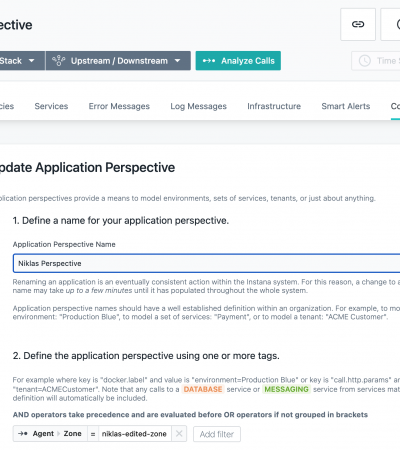 ective
Stack
Upstream / Downstream
Analyze Calls
Time S
cies Services Error Messages Log Messages Infrastructure Smart Alerts Co
pdate Application Perspective
plication perspectives provide a means to model environments, sets of services, tenants, or just about anything.
1. Define a name for your application perspective.
Application Perspective Name
Niklas Perspective
Renaming an application is an eventually consistent action within the Instana system. For this reason, a change to a
name may take up to a few minutes until it has populated throughout the whole system.
Application perspective names should have a well established definition within an organization. For example, to mo
environment: "Production Blue", to model a set of services: "Payment", or to model a tenant: "ACME Customer".
2. Define the application perspective using one or more tags.
For example where key is "docker.label" and value is "environment=Production Blue" or key is "call.http.params" an
"tenant=ACMECustomer". Note that any calls to a DATABASE service or MESSAGING service from services mat
definition will automatically be included.
AND operators take precedence and are evaluated before OR operators if not grouped in brackets
Agent > Zone = niklas-edited-zone × Add filter